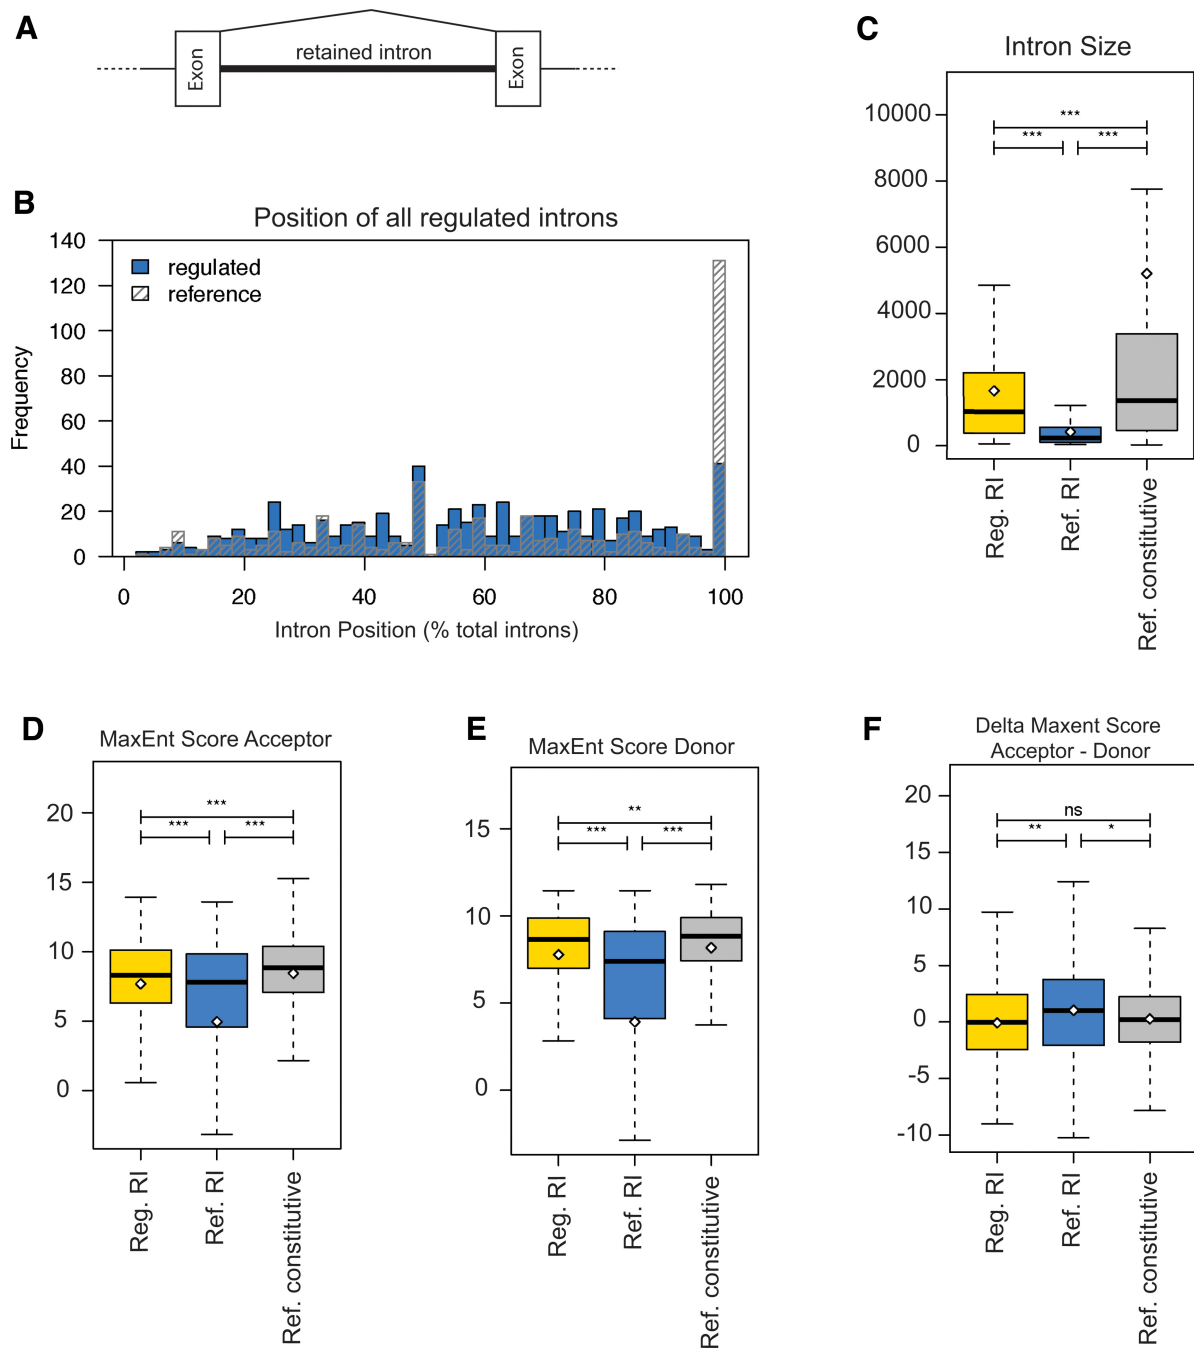 A
Exon
retained intron
Exon
B
Position of all regulated introns
140
120
100
80
60
40
20
0
Frequency
regulated
reference
0 20 40 60 80 100
Intron Position (% total introns)
C
Intron Size
10000
8000
6000
4000
2000
0
***
*** ***
Reg. RI
Ref. RI
Ref. constitutive
D
MaxEnt Score Acceptor
20
15
10
5
0
***
*** ***
Reg. RI
Ref. RI
Ref. constitutive
E
MaxEnt Score Donor
15
10
5
0
**
*** ***
Reg. RI
Ref. RI
Ref. constitutive
F
Delta Maxent Score
Acceptor - Donor
20
15
10
5
0
-5
-10
ns
** *
Reg. RI
Ref. RI
Ref. constitutive